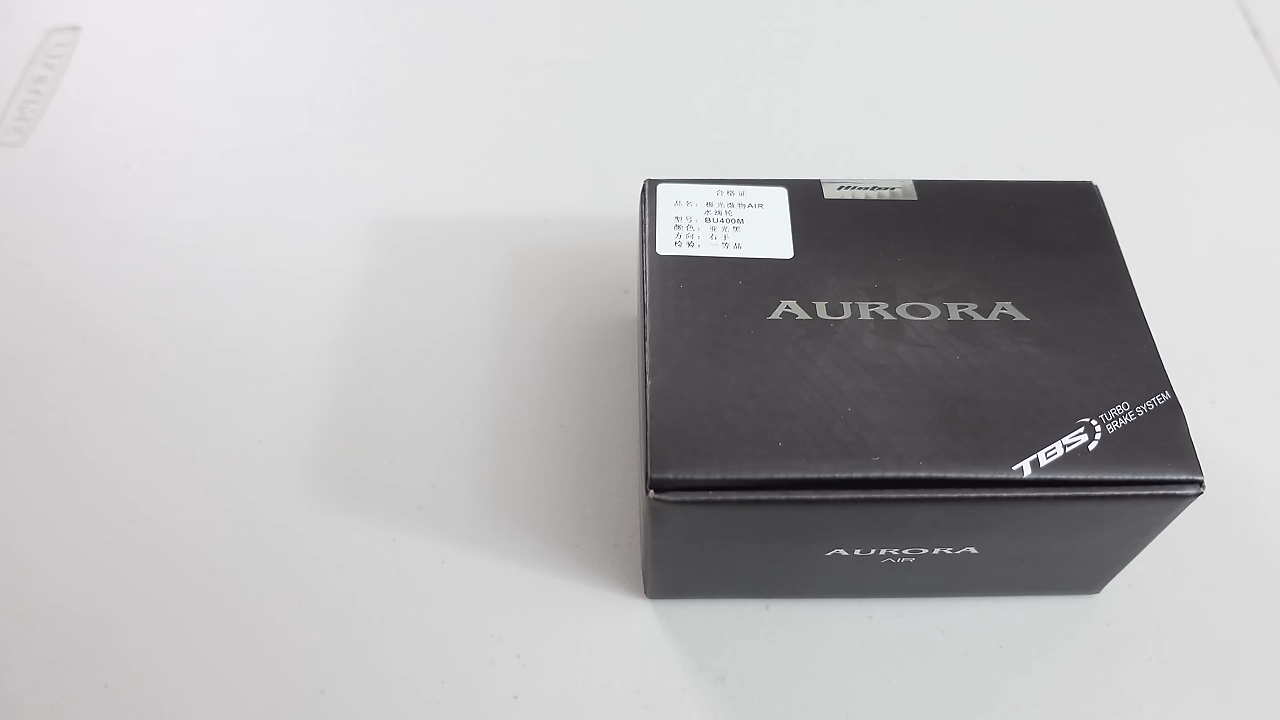 合格证
品名：极光微物AIR
水滴轮
型号：BU400M
颜色：亚光黑
方向：右手
检验：一等品
AURORA
TBS TURBO
BRAKE SYSTEM
AURORA
AIR